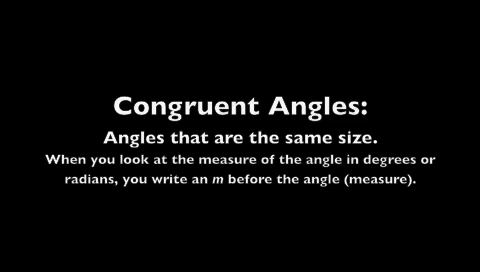 Congruent Angles:
Angles that are the same size.
When you look at the measure of the angle in degrees or
radians, you write an m before the angle (measure).